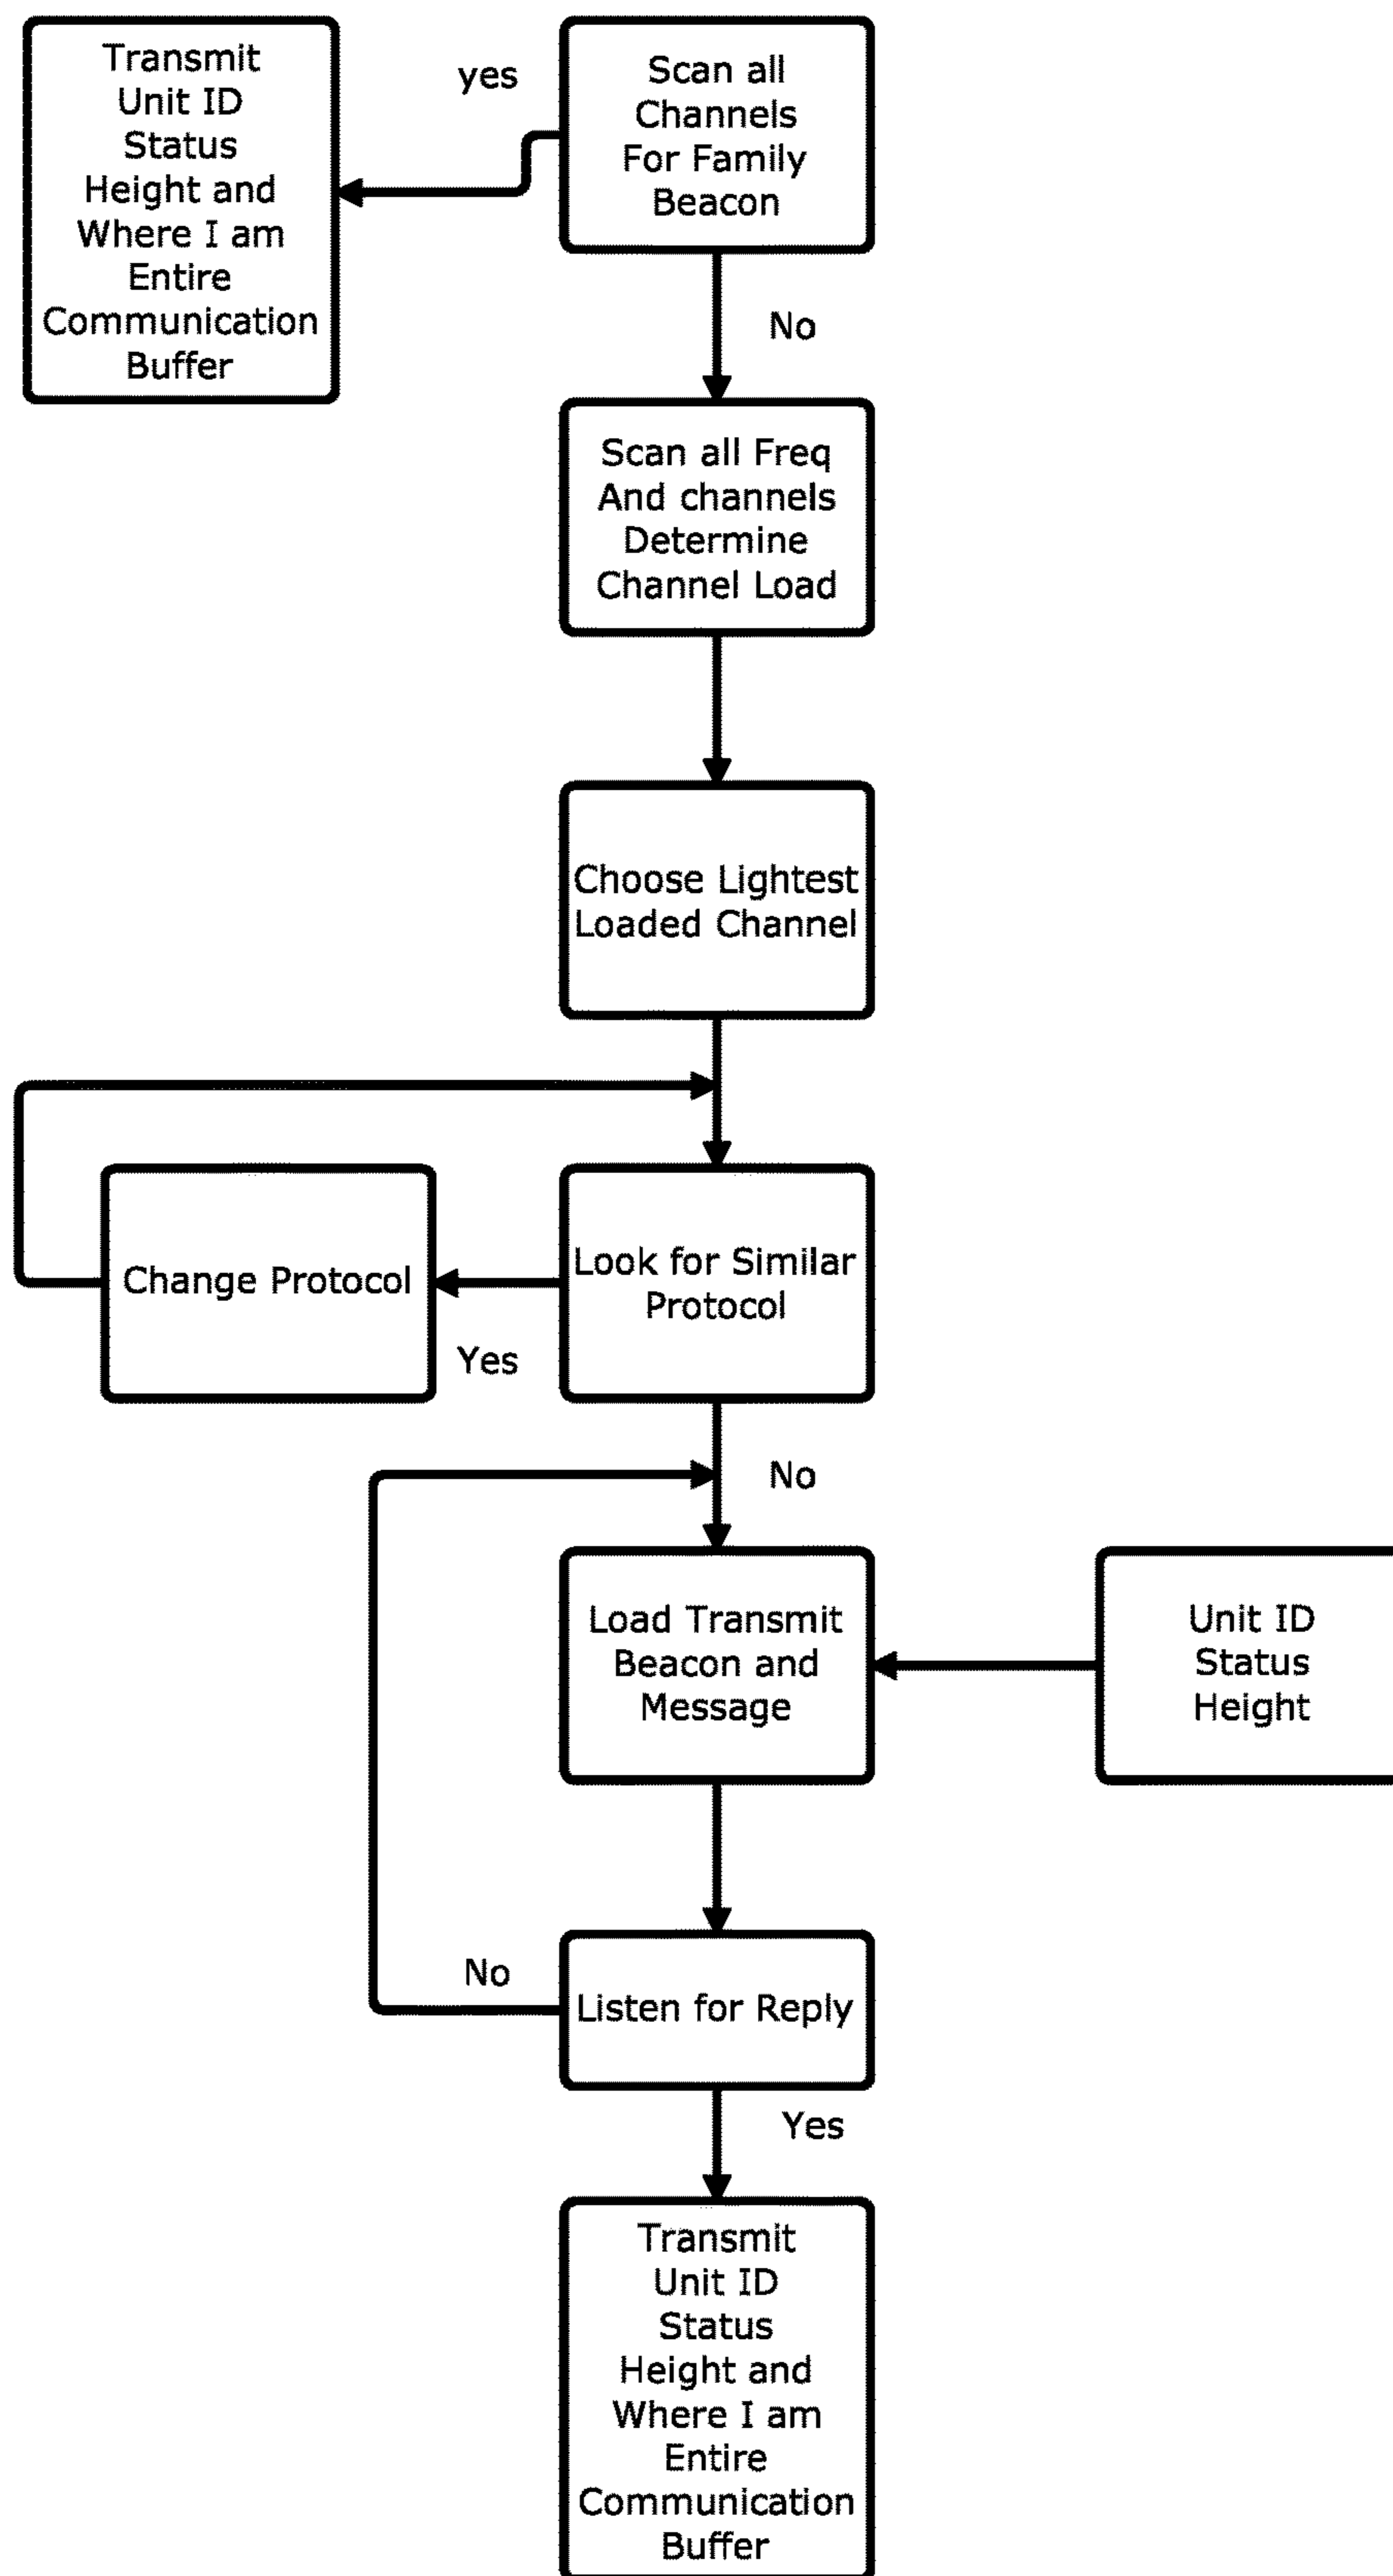 Transmit
Unit ID
Status
Height and
Where I am
Entire
Communication
Buffer
yes
Scan all
Channels
For Family
Beacon
No
Scan all Freq
And channels
Determine
Channel Load
Choose Lightest
Loaded Channel
Change Protocol
Look for Similar
Protocol
Yes
No
Load Transmit
Beacon and
Message
Unit ID
Status
Height
No
Listen for Reply
Yes
Transmit
Unit ID
Status
Height and
Where I am
Entire
Communication
Buffer